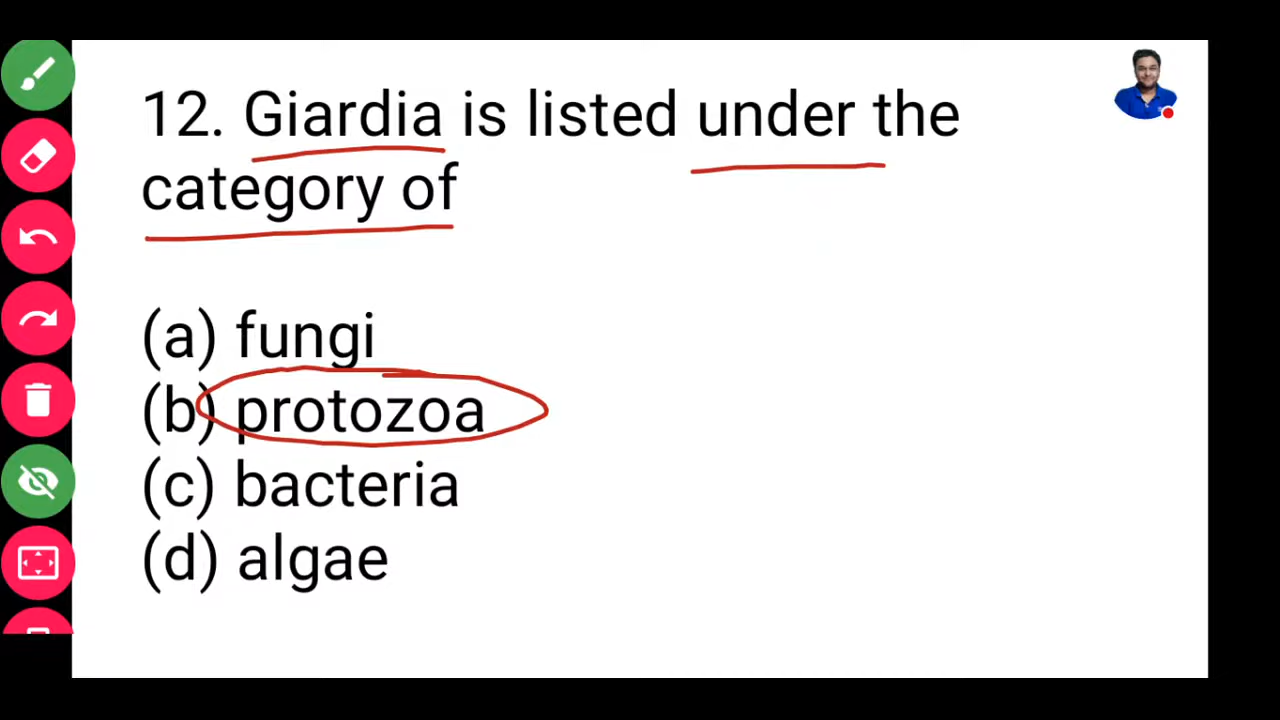 12. Giardia is listed under the
category of
(a) fungi
(b) protozoa
(c) bacteria
(d) algae